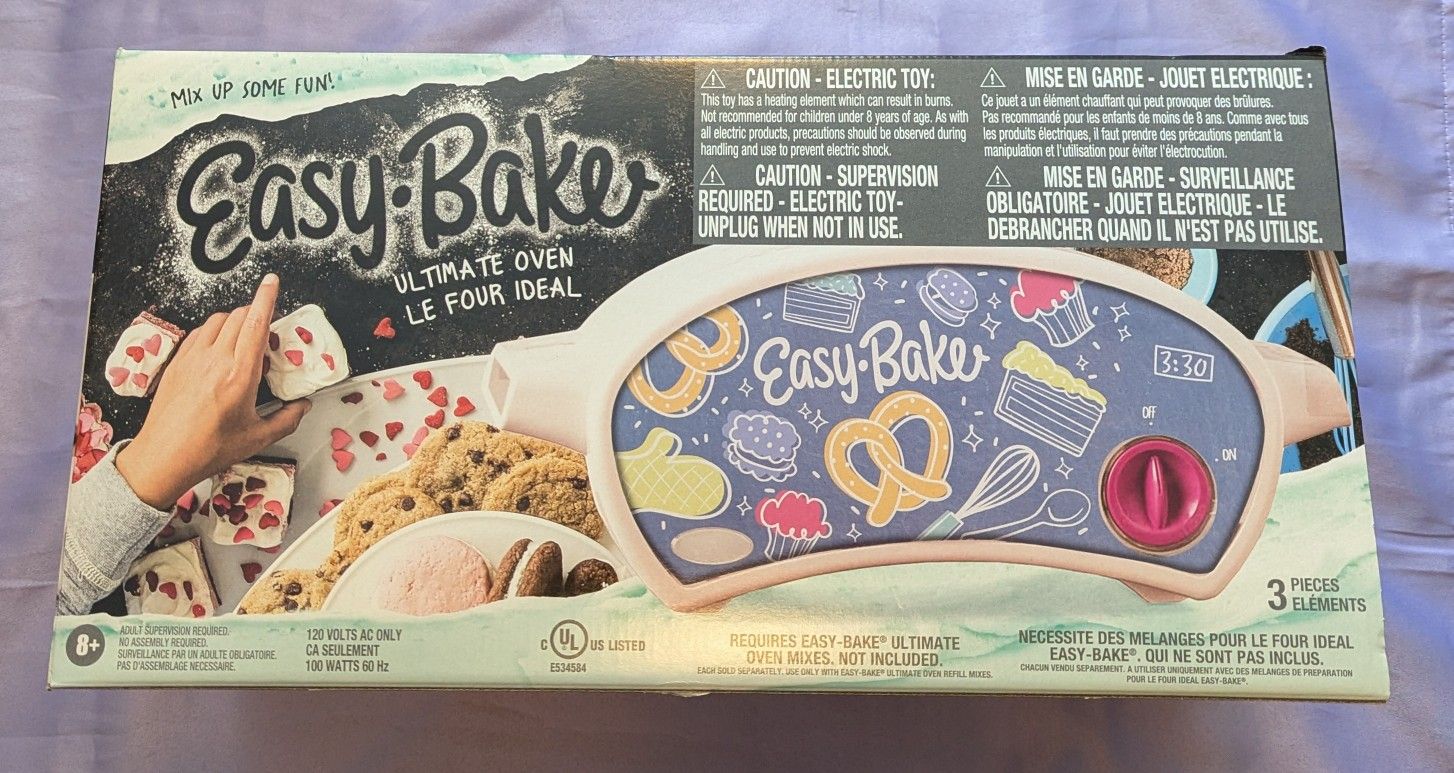 MIX UP SOME FUN!
Easy-Bake
ULTIMATE OVEN
LE FOUR IDEAL
CAUTION - ELECTRIC TOY:
This toy has a heating element which can result in burns.
Not recommended for children under 8 years of age. As with
all electric products, precautions should be observed during
handling and use to prevent electric shock.
CAUTION - SUPERVISION
REQUIRED - ELECTRIC TOY-
UNPLUG WHEN NOT IN USE.
MISE EN GARDE - JOUET ELECTRIQUE :
Ce jouet a un élément chauffant qui peut provoquer des brûlures.
Pas recommandé pour les enfants de moins de 8 ans. Comme avec tous
les produits électriques, il faut prendre des précautions pendant la
manipulation et l'utilisation pour éviter l'électrocution.
MISE EN GARDE - SURVEILLANCE
OBLIGATOIRE - JOUET ELECTRIQUE - LE
DEBRANCHER QUAND IL N'EST PAS UTILISE.
Easy-Bake
3:30
OFF
ON
3 PIECES
ELÉMENTS
8+
ADULT SUPERVISION REQUIRED.
NO ASSEMBLY REQUIRED.
SURVEILLANCE PAR UN ADULTE OBLIGATOIRE.
PAS D'ASSEMBLAGE NECESSAIRE.
120 VOLTS AC ONLY
CA SEULEMENT
100 WATTS 60 Hz
C UL US LISTED
E534584
REQUIRES EASY-BAKE® ULTIMATE
OVEN MIXES. NOT INCLUDED.
EACH SOLD SEPARATELY. USE ONLY WITH EASY-BAKE® ULTIMATE OVEN REFILL MIXES.
NECESSITE DES MELANGES POUR LE FOUR IDEAL
EASY-BAKE®. QUI NE SONT PAS INCLUS.
CHACUN VENDU SEPAREMENT. A UTILISER UNIQUEMENT AVEC DES MELANGES DE PREPARATION
POUR LE FOUR IDEAL EASY-BAKE®.